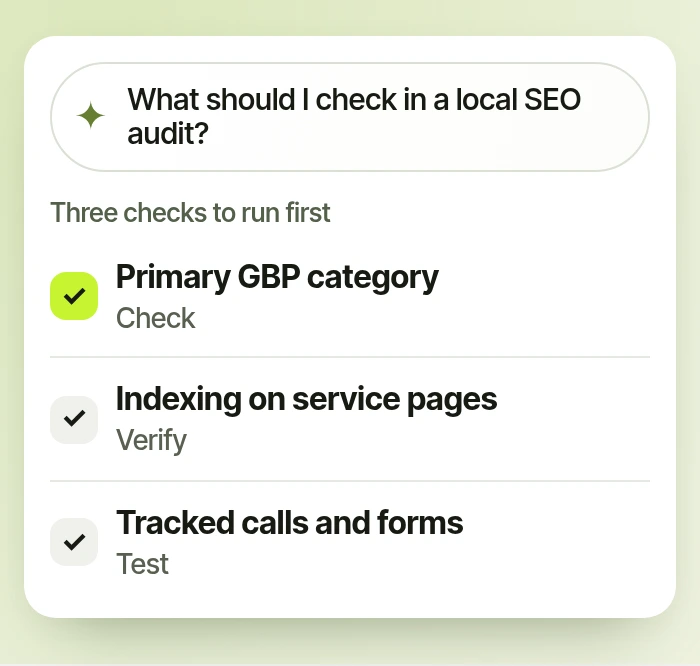 What should I check in a local SEO
audit?
Three checks to run first
Primary GBP category
Check
Indexing on service pages
Verify
Tracked calls and forms
Test